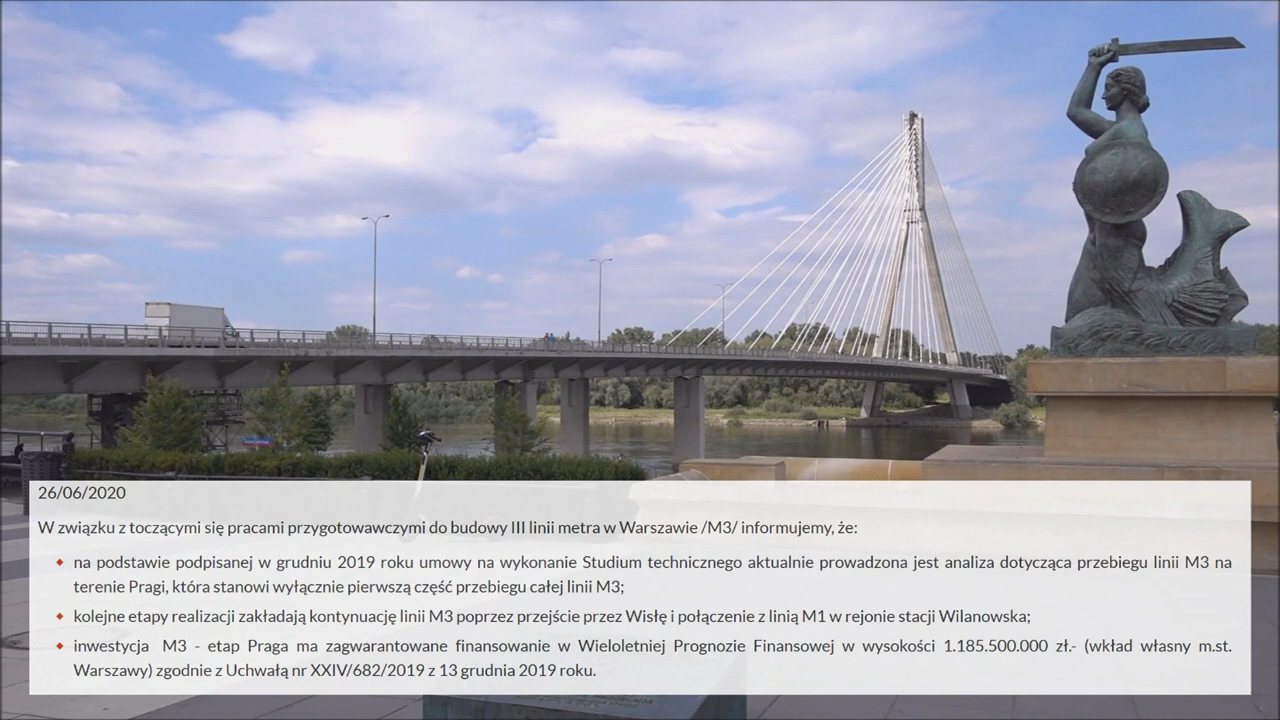 26/06/2020
W związku z toczącymi się pracami przygotowawczymi do budowy III linii metra w Warszawie /M3/ informujemy, że:
na podstawie podpisanej w grudniu 2019 roku umowy na wykonanie Studium technicznego aktualnie prowadzona jest analiza dotycząca przebiegu linii M3 na
terenie Pragi, która stanowi wyłącznie pierwszą część przebiegu całej linii M3;
kolejne etapy realizacji zakładają kontynuację linii M3 poprzez przejście przez Wisłę i połączenie z linią M1 w rejonie stacji Wilanowska;
inwestycja M3 - etap Praga ma zagwarantowane finansowanie w Wieloletniej Prognozie Finansowej w wysokości 1.185.500.000 zł.- (wkład własny m.st.
Warszawy) zgodnie z Uchwałą nr XXIV/682/2019 z 13 grudnia 2019 roku.